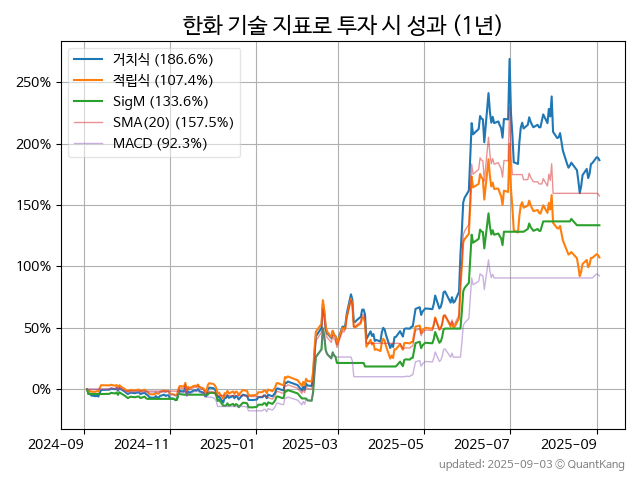 한화 기술 지표로 투자 시 성과 (1년)
거치식 (186.6%)
적립식 (107.4%)
SigM (133.6%)
SMA(20) (157.5%)
MACD (92.3%)
250%
200%
150%
100%
50%
0%
2024-09 2024-11 2025-01 2025-03 2025-05 2025-07 2025-09
updated: 2025-09-03 © QuantKang